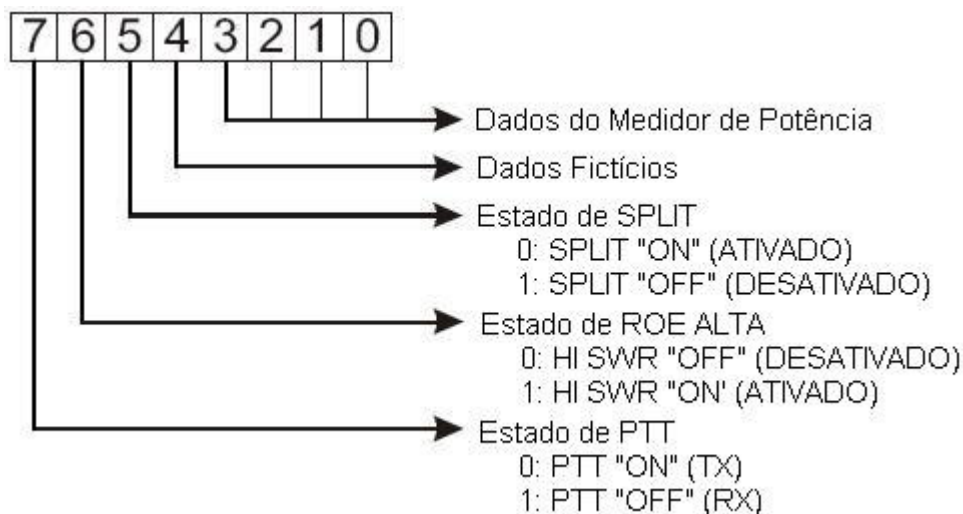 7 6 5 4 3 2 1 0
Dados do Medidor de Potência
Dados Fictícios
Estado de SPLIT
0: SPLIT "ON" (ATIVADO)
1: SPLIT "OFF" (DESATIVADO)
Estado de ROE ALTA
0: HI SWR "OFF" (DESATIVADO)
1: HI SWR "ON' (ATIVADO)
Estado de PTT
0: PTT "ON" (TX)
1: PTT "OFF" (RX)